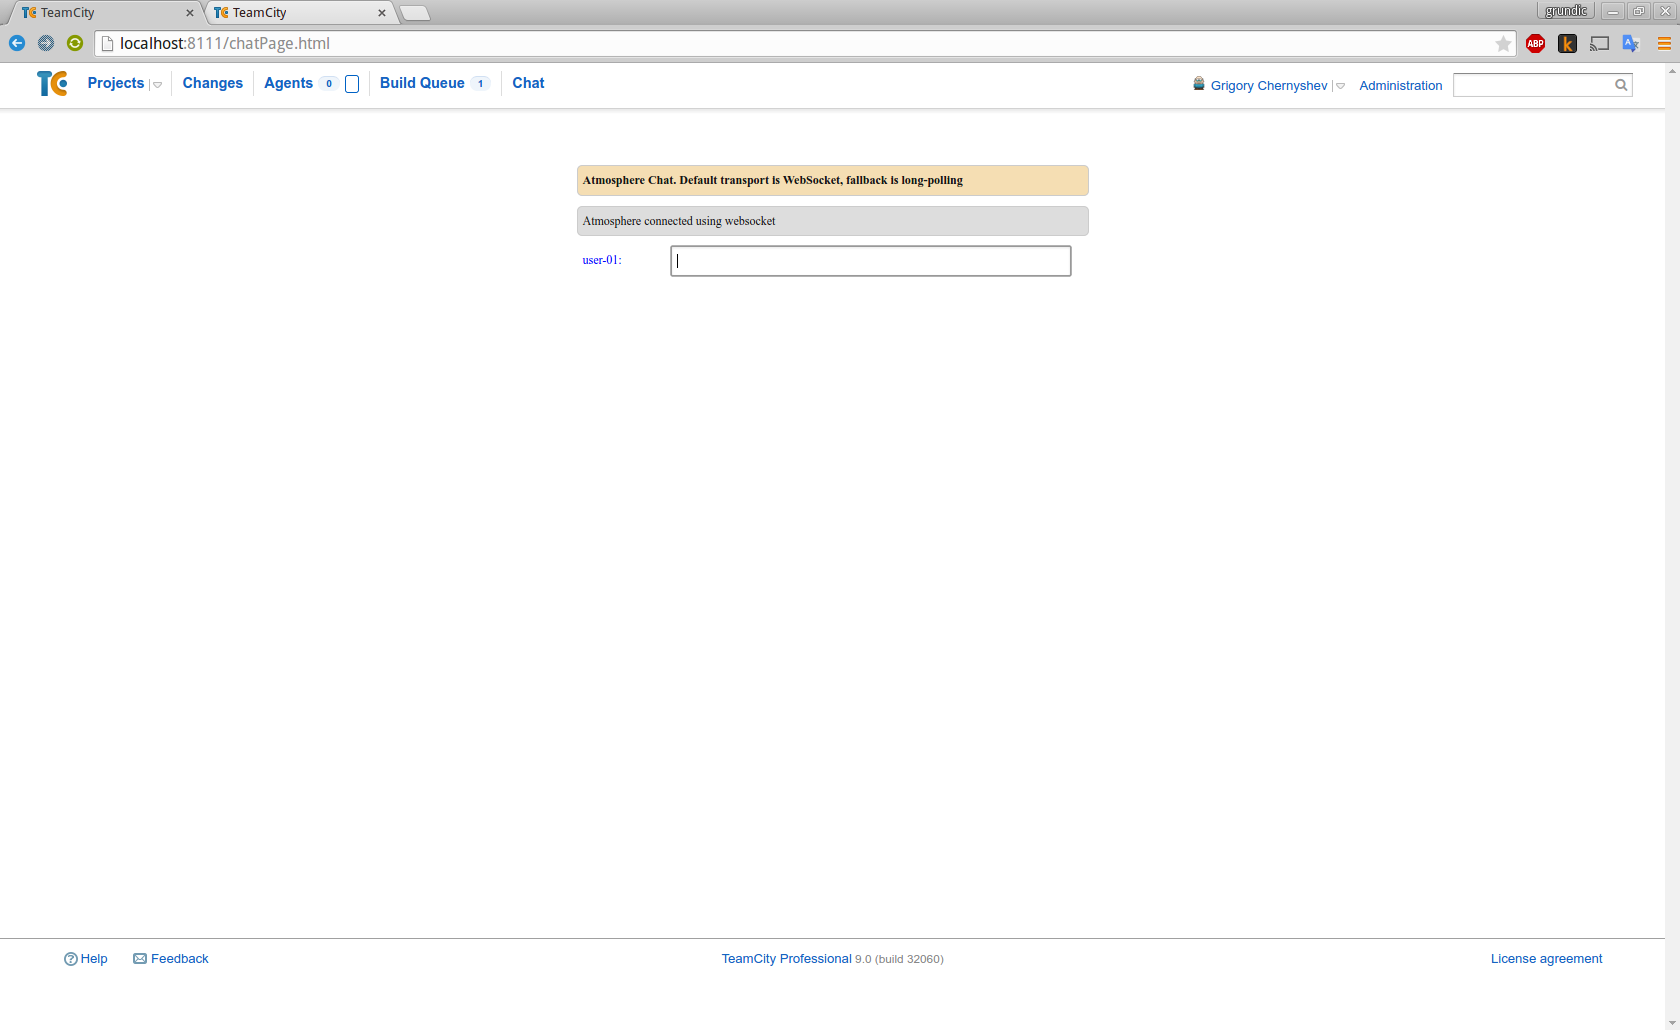 TeamCity
TeamCity
grundic
localhost:8111/chatPage.html
ABP
k
A
TC
Projects
Changes
Agents 0
Build Queue 1
Chat
Grigory Chernyshev
Administration
Atmosphere Chat. Default transport is WebSocket, fallback is long-polling
Atmosphere connected using websocket
user-01:
Help
Feedback
TeamCity Professional 9.0 (build 32060)
License agreement